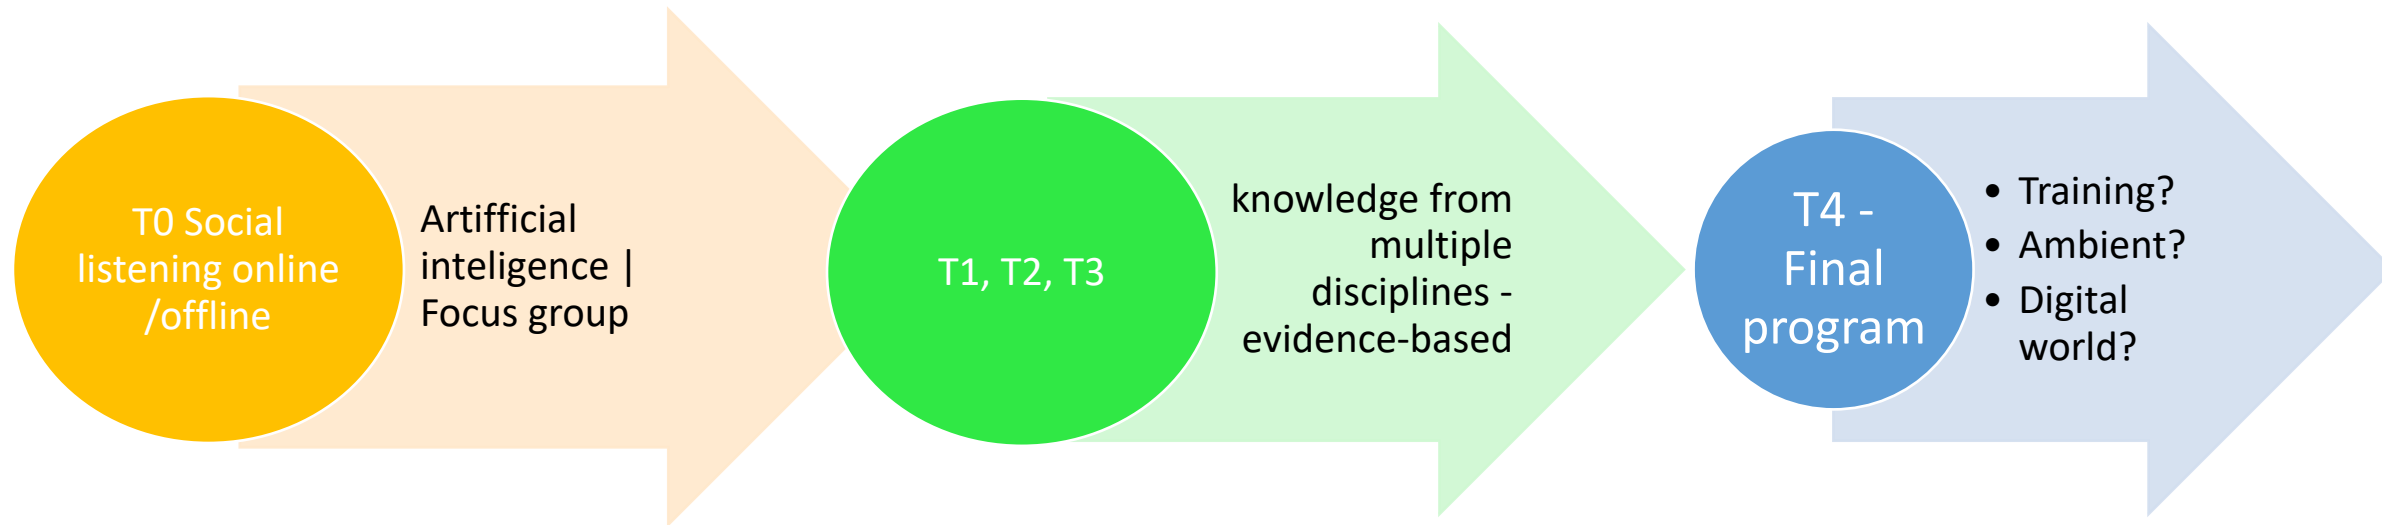 T0 Social
listening online
/offline
Artifficial
inteligence |
Focus group
T1, T2, T3
knowledge from
multiple
disciplines -
evidence-based
T4 -
Final
program
• Training?
• Ambient?
• Digital
world?